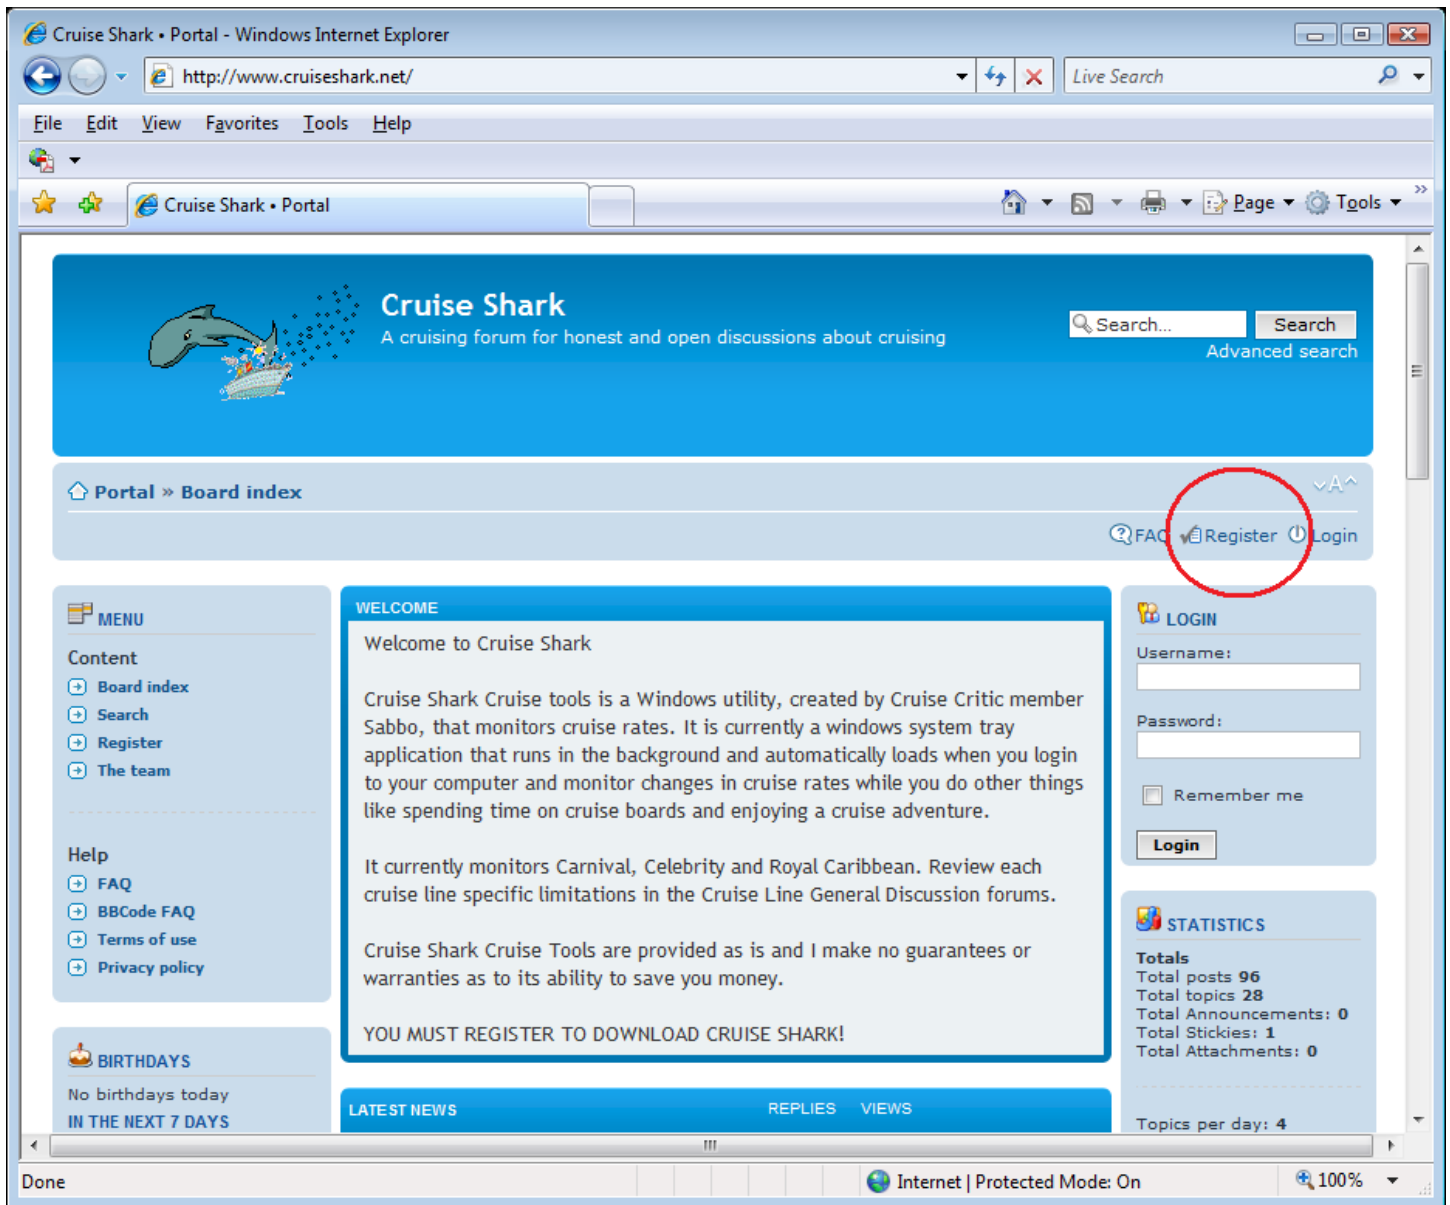 Cruise Shark • Portal - Windows Internet Explorer
http://www.cruiseshark.net/
Live Search
File Edit View Favorites Tools Help
Cruise Shark • Portal
Page Tools
Cruise Shark
A cruising forum for honest and open discussions about cruising
Search... Search
Advanced search
Portal » Board index
A
FAQ Register Login
MENU
Content
Board index
Search
Register
The team
Help
FAQ
BBCode FAQ
Terms of use
Privacy policy
BIRTHDAYS
No birthdays today
IN THE NEXT 7 DAYS
WELCOME
Welcome to Cruise Shark
Cruise Shark Cruise tools is a Windows utility, created by Cruise Critic member
Sabbo, that monitors cruise rates. It is currently a windows system tray
application that runs in the background and automatically loads when you login
to your computer and monitor changes in cruise rates while you do other things
like spending time on cruise boards and enjoying a cruise adventure.
It currently monitors Carnival, Celebrity and Royal Caribbean. Review each
cruise line specific limitations in the Cruise Line General Discussion forums.
Cruise Shark Cruise Tools are provided as is and I make no guarantees or
warranties as to its ability to save you money.
YOU MUST REGISTER TO DOWNLOAD CRUISE SHARK!
LATEST NEWS REPLIES VIEWS
LOGIN
Username:
Password:
Remember me
Login
STATISTICS
Totals
Total posts 96
Total topics 28
Total Announcements: 0
Total Stickies: 1
Total Attachments: 0
Topics per day: 4
Done
Internet | Protected Mode: On
100%